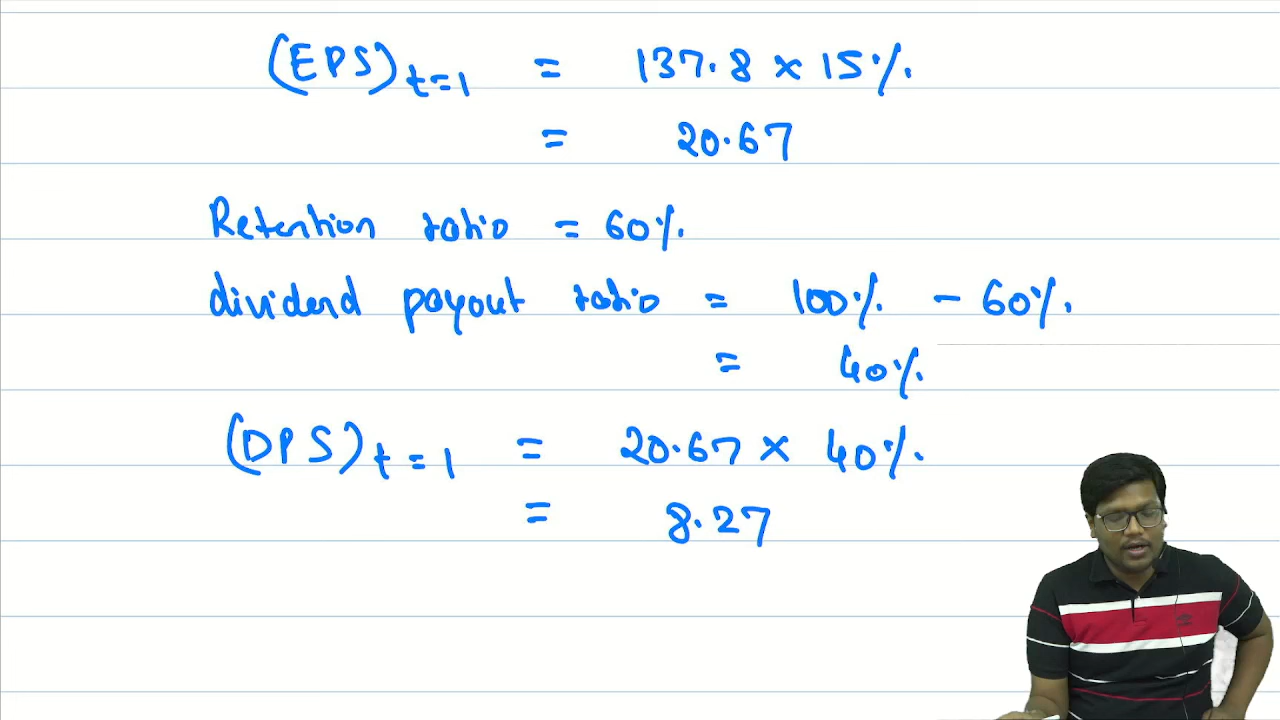 (EPS)t=1 = 137.8 × 15%
= 20.67
Retention ratio = 60%
dividend payout ratio = 100% - 60%
= 40%
(DPS)t=1 = 20.67 × 40%
= 8.27